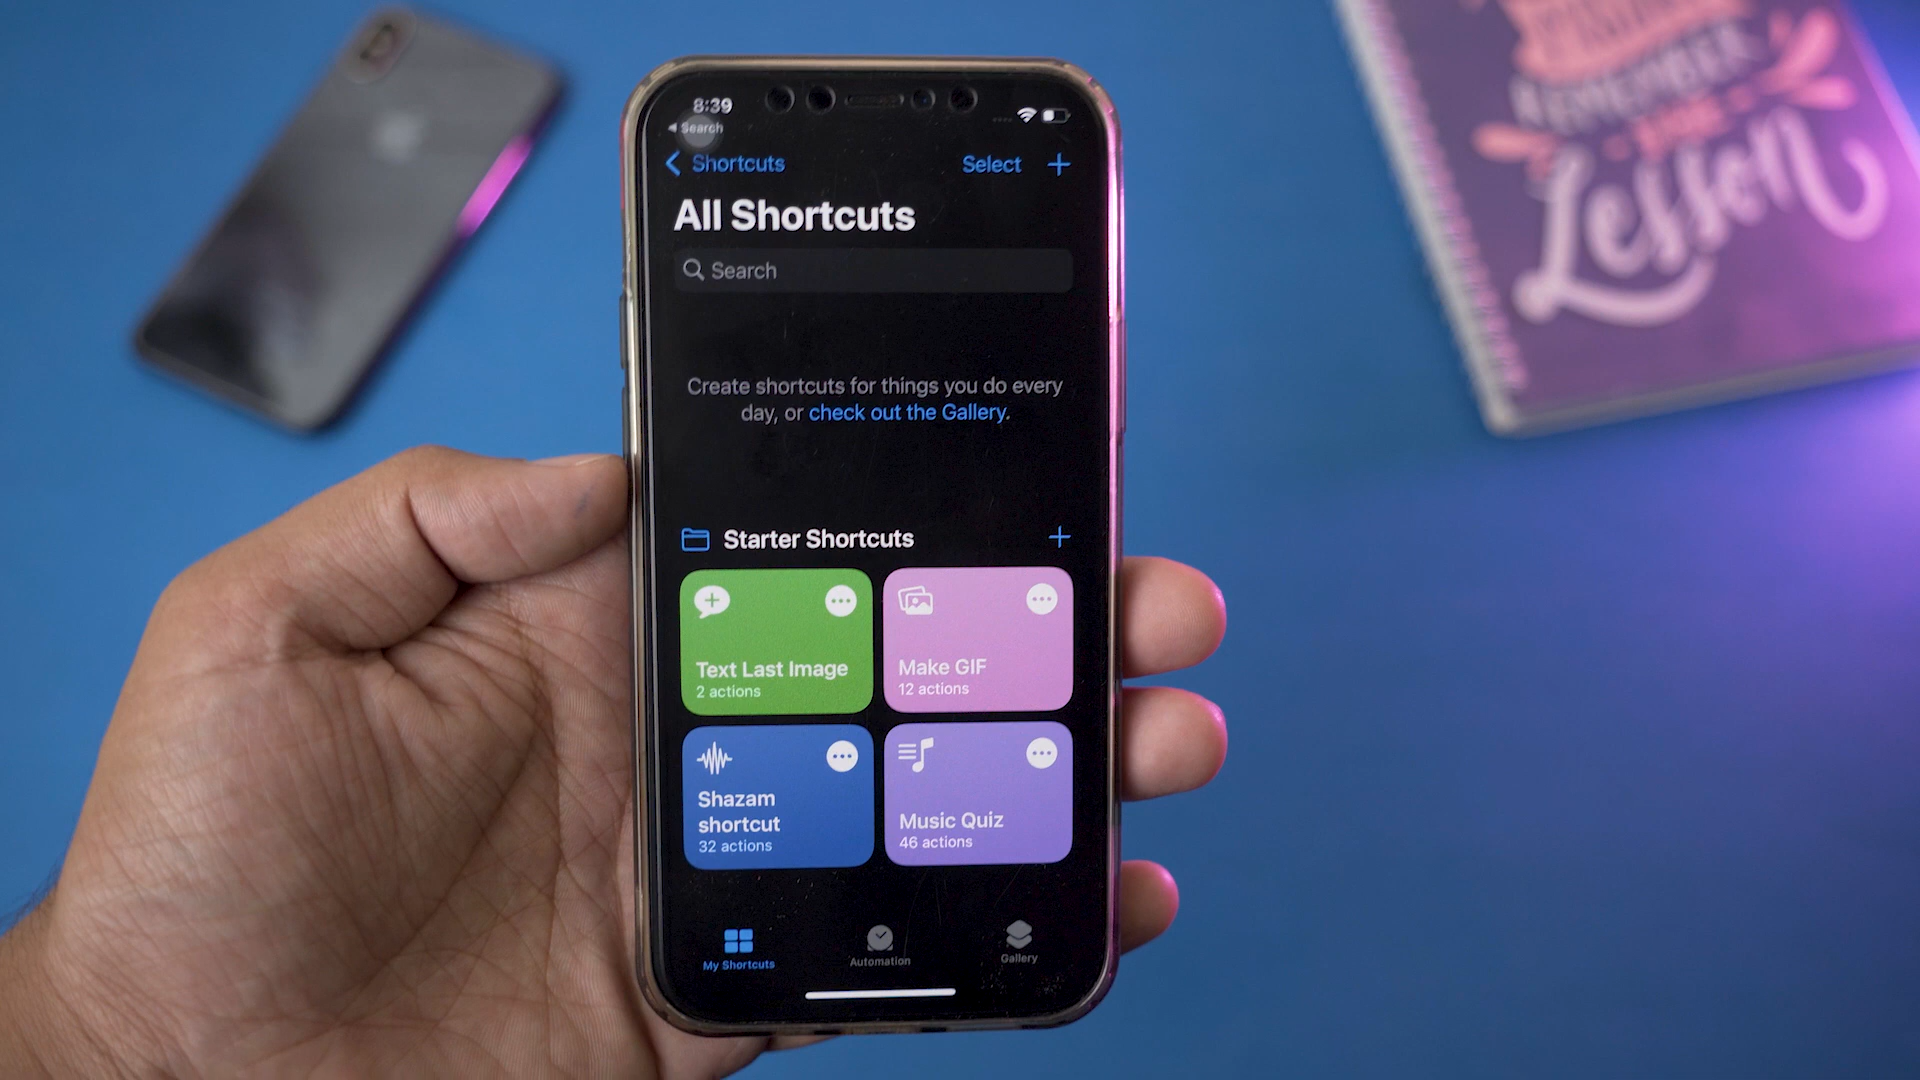 8:39
Search
Shortcuts
Select
All Shortcuts
Search
Create shortcuts for things you do every
day, or check out the Gallery.
Starter Shortcuts
Text Last Image
2 actions
Make GIF
12 actions
Shazam
shortcut
32 actions
Music Quiz
46 actions
My Shortcuts
Automation
Gallery
REMEMBER
Lesson